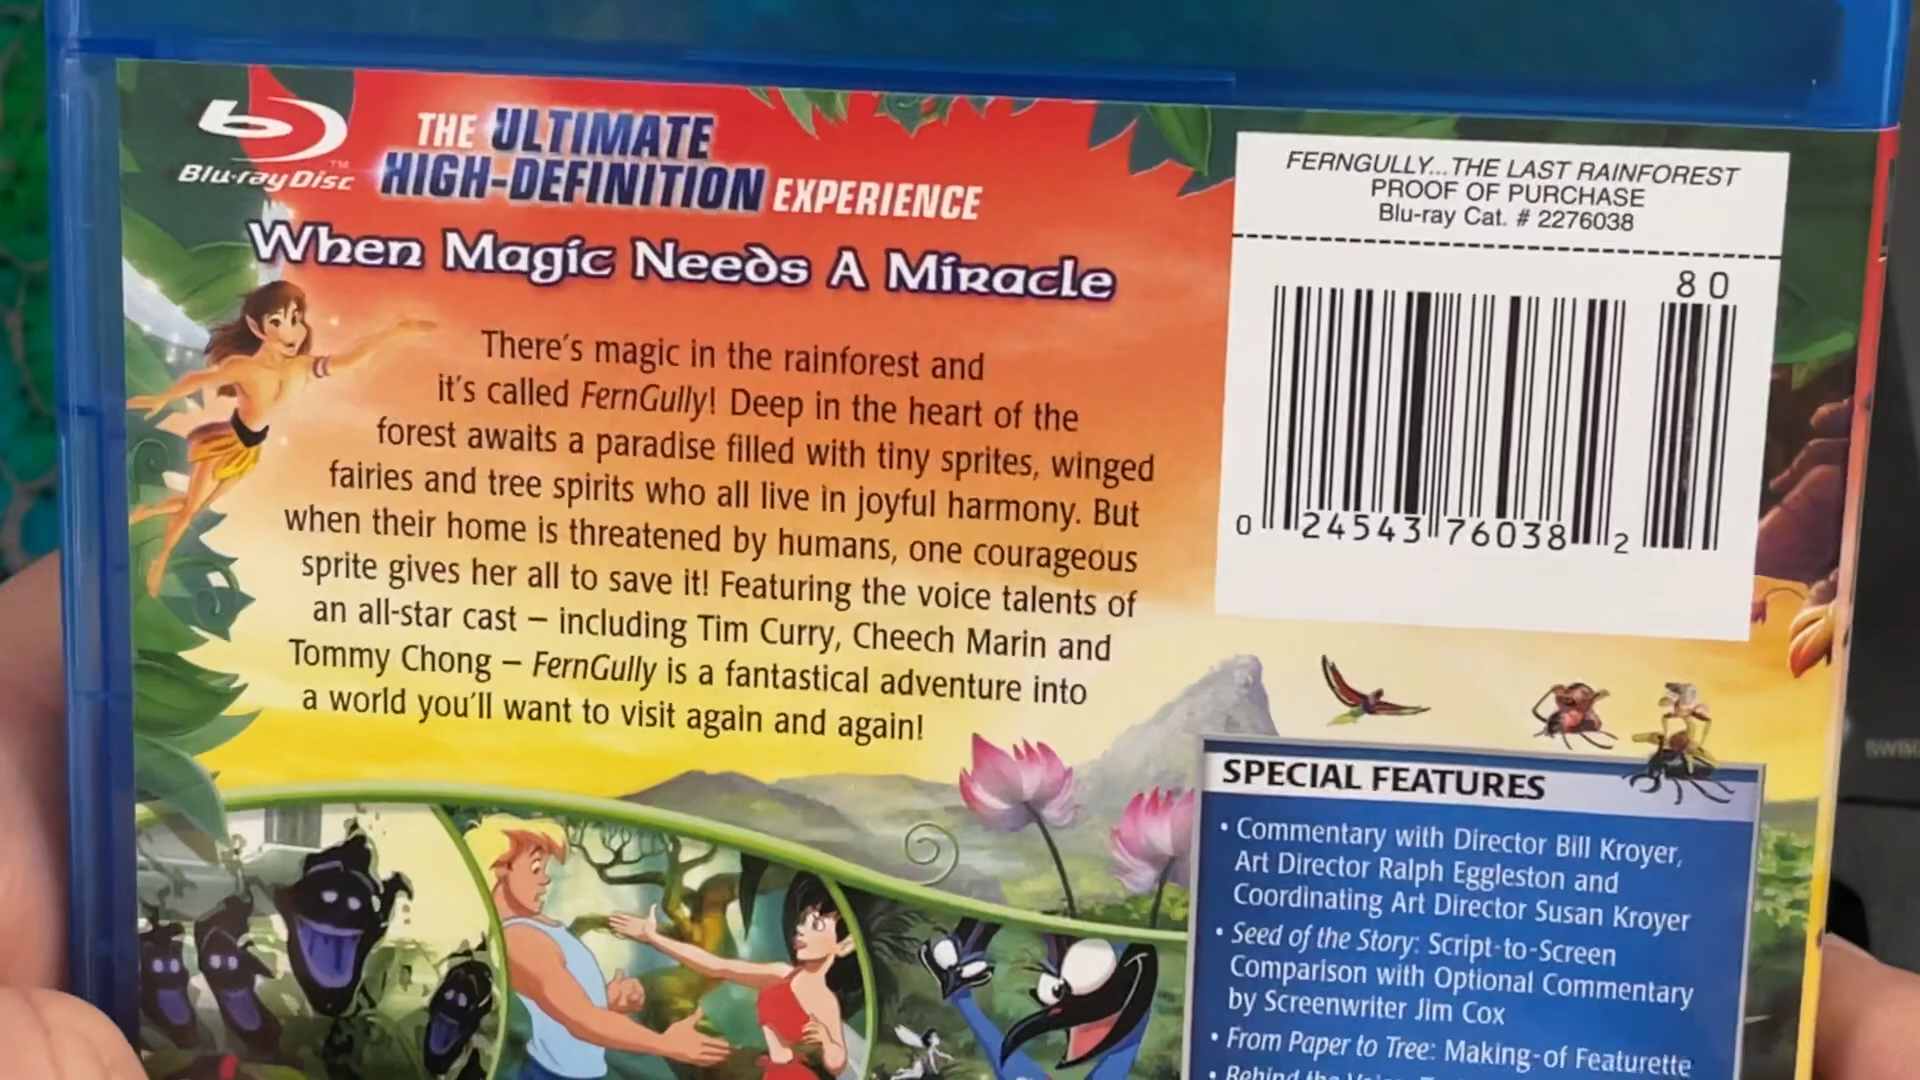 Blu-ray Disc™
THE ULTIMATE
HIGH-DEFINITION EXPERIENCE
When Magic Needs A Miracle
There's magic in the rainforest and
it's called FernGully! Deep in the heart of the
forest awaits a paradise filled with tiny sprites, winged
fairies and tree spirits who all live in joyful harmony. But
when their home is threatened by humans, one courageous
sprite gives her all to save it! Featuring the voice talents of
an all-star cast – including Tim Curry, Cheech Marin and
Tommy Chong – FernGully is a fantastical adventure into
a world you'll want to visit again and again!
FERNGULLY...THE LAST RAINFOREST
PROOF OF PURCHASE
Blu-ray Cat. # 2276038
80
0 24543 76038 2
SPECIAL FEATURES
• Commentary with Director Bill Kroyer,
Art Director Ralph Eggleston and
Coordinating Art Director Susan Kroyer
• Seed of the Story: Script-to-Screen
Comparison with Optional Commentary
by Screenwriter Jim Cox
• From Paper to Tree: Making-of Featurette
• Behind the